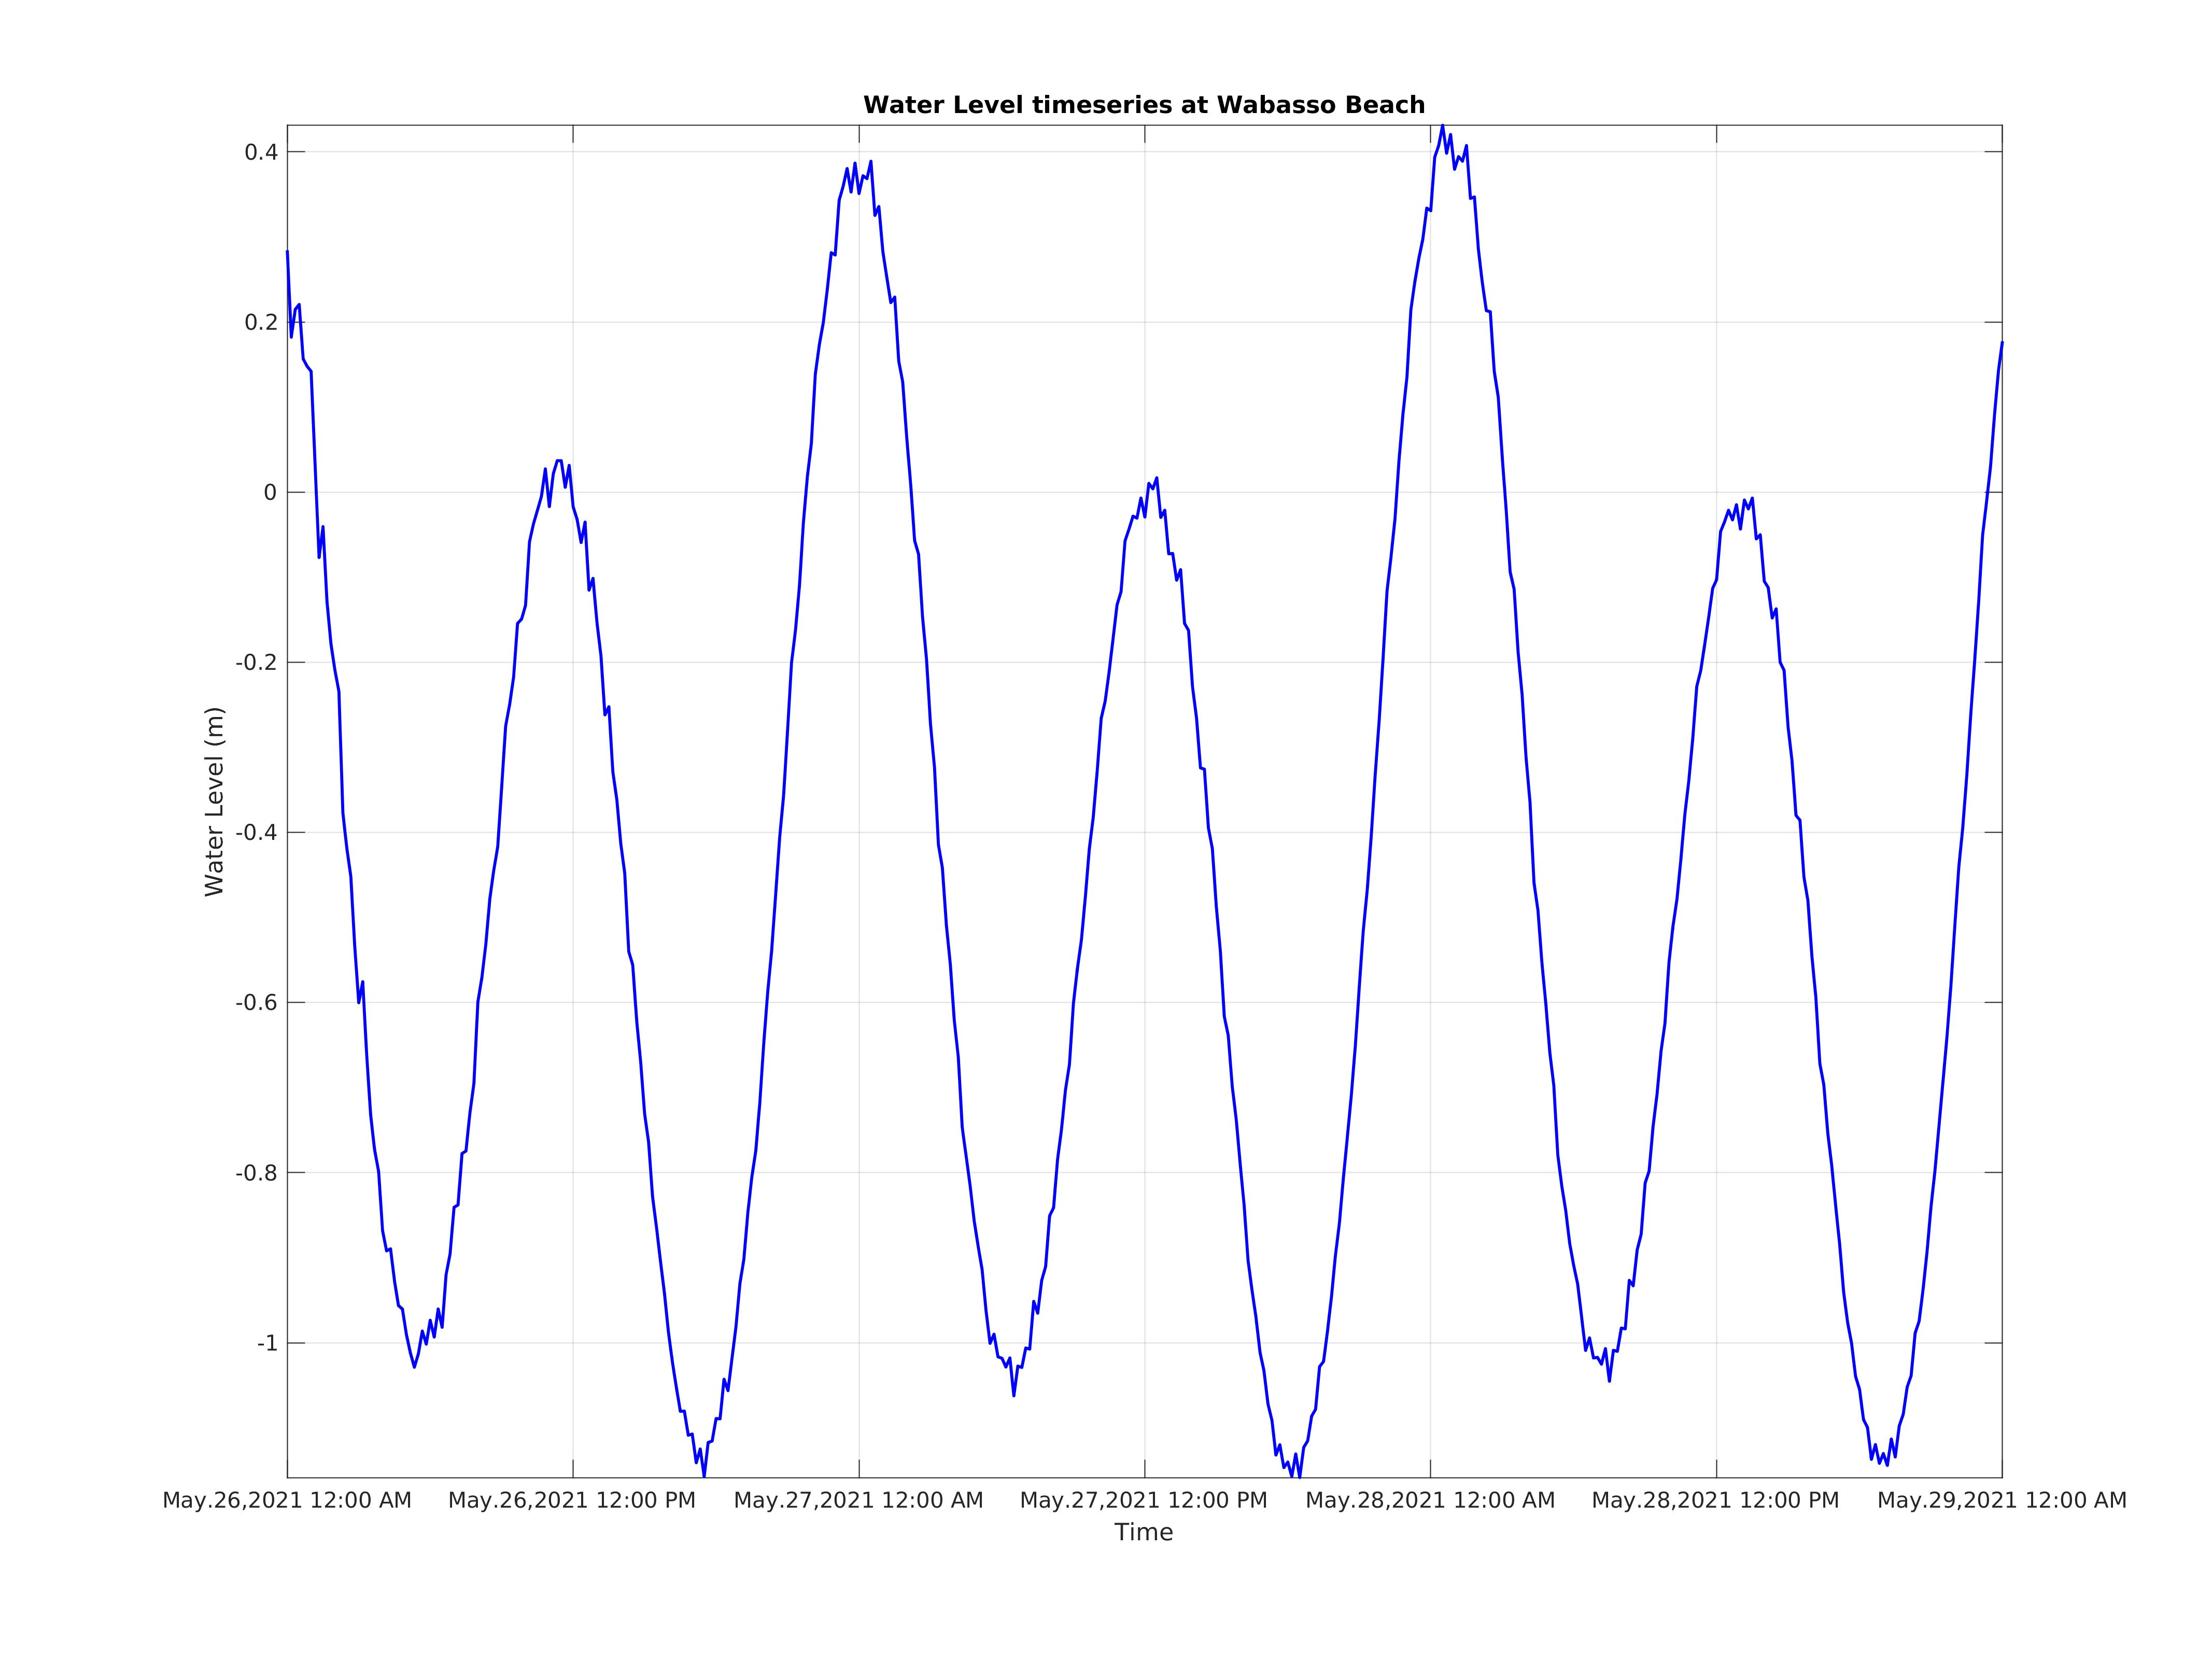 Water Level timeseries at Wabasso Beach
0.4
0.2
0
-0.2
-0.4
-0.6
-0.8
-1
Water Level (m)
May.26,2021 12:00 AM
May.26,2021 12:00 PM
May.27,2021 12:00 AM
May.27,2021 12:00 PM
May.28,2021 12:00 AM
May.28,2021 12:00 PM
May.29,2021 12:00 AM
Time